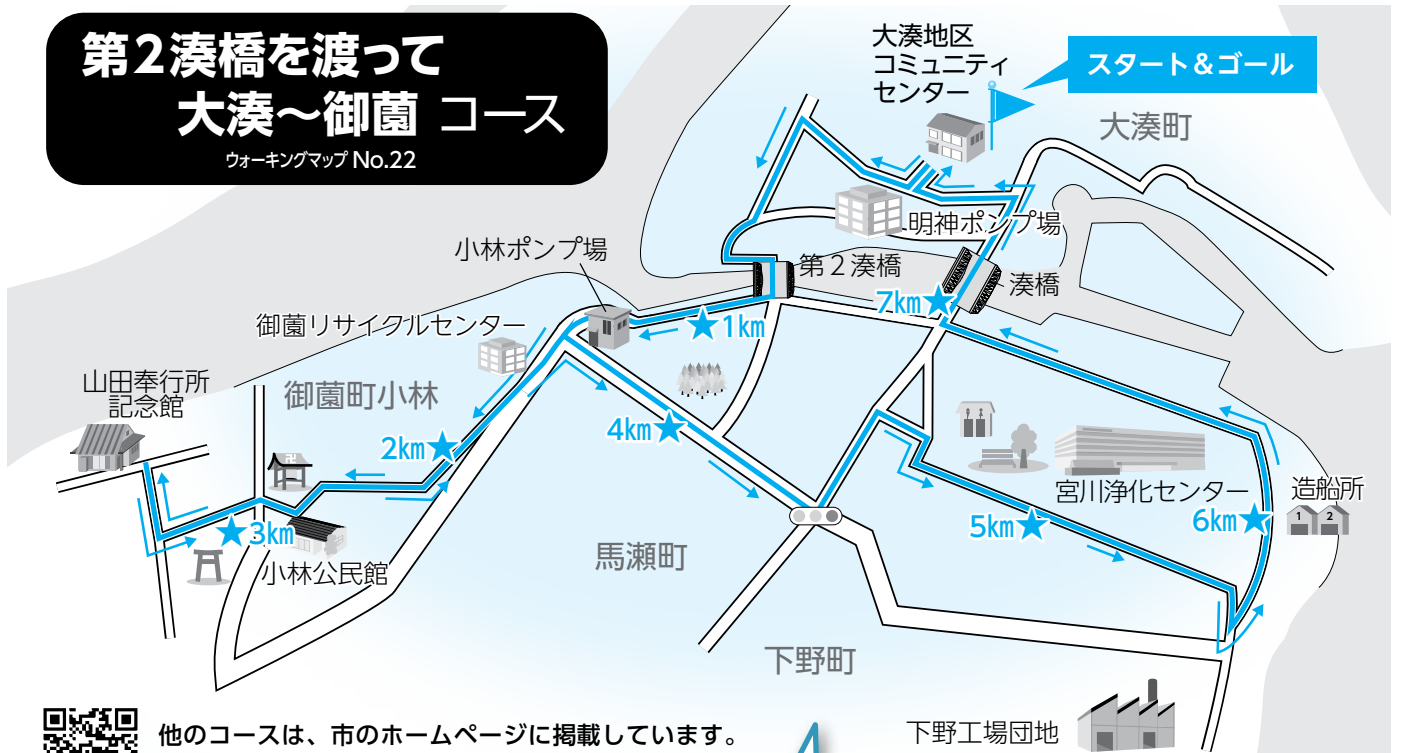 第2湊橋を渡って
大湊〜御薗 コース
ウォーキングマップ No.22
大湊地区
コミュニティ
センター
スタート＆ゴール
大湊町
明神ポンプ場
小林ポンプ場
第2湊橋
湊橋
7km
1km
御薗リサイクルセンター
山田奉行所
記念館
御薗町小林
2km
4km
宮川浄化センター
造船所
1 2
6km
5km
3km
小林公民館
馬瀬町
下野町
下野工場団地
他のコースは、市のホームページに掲載しています。